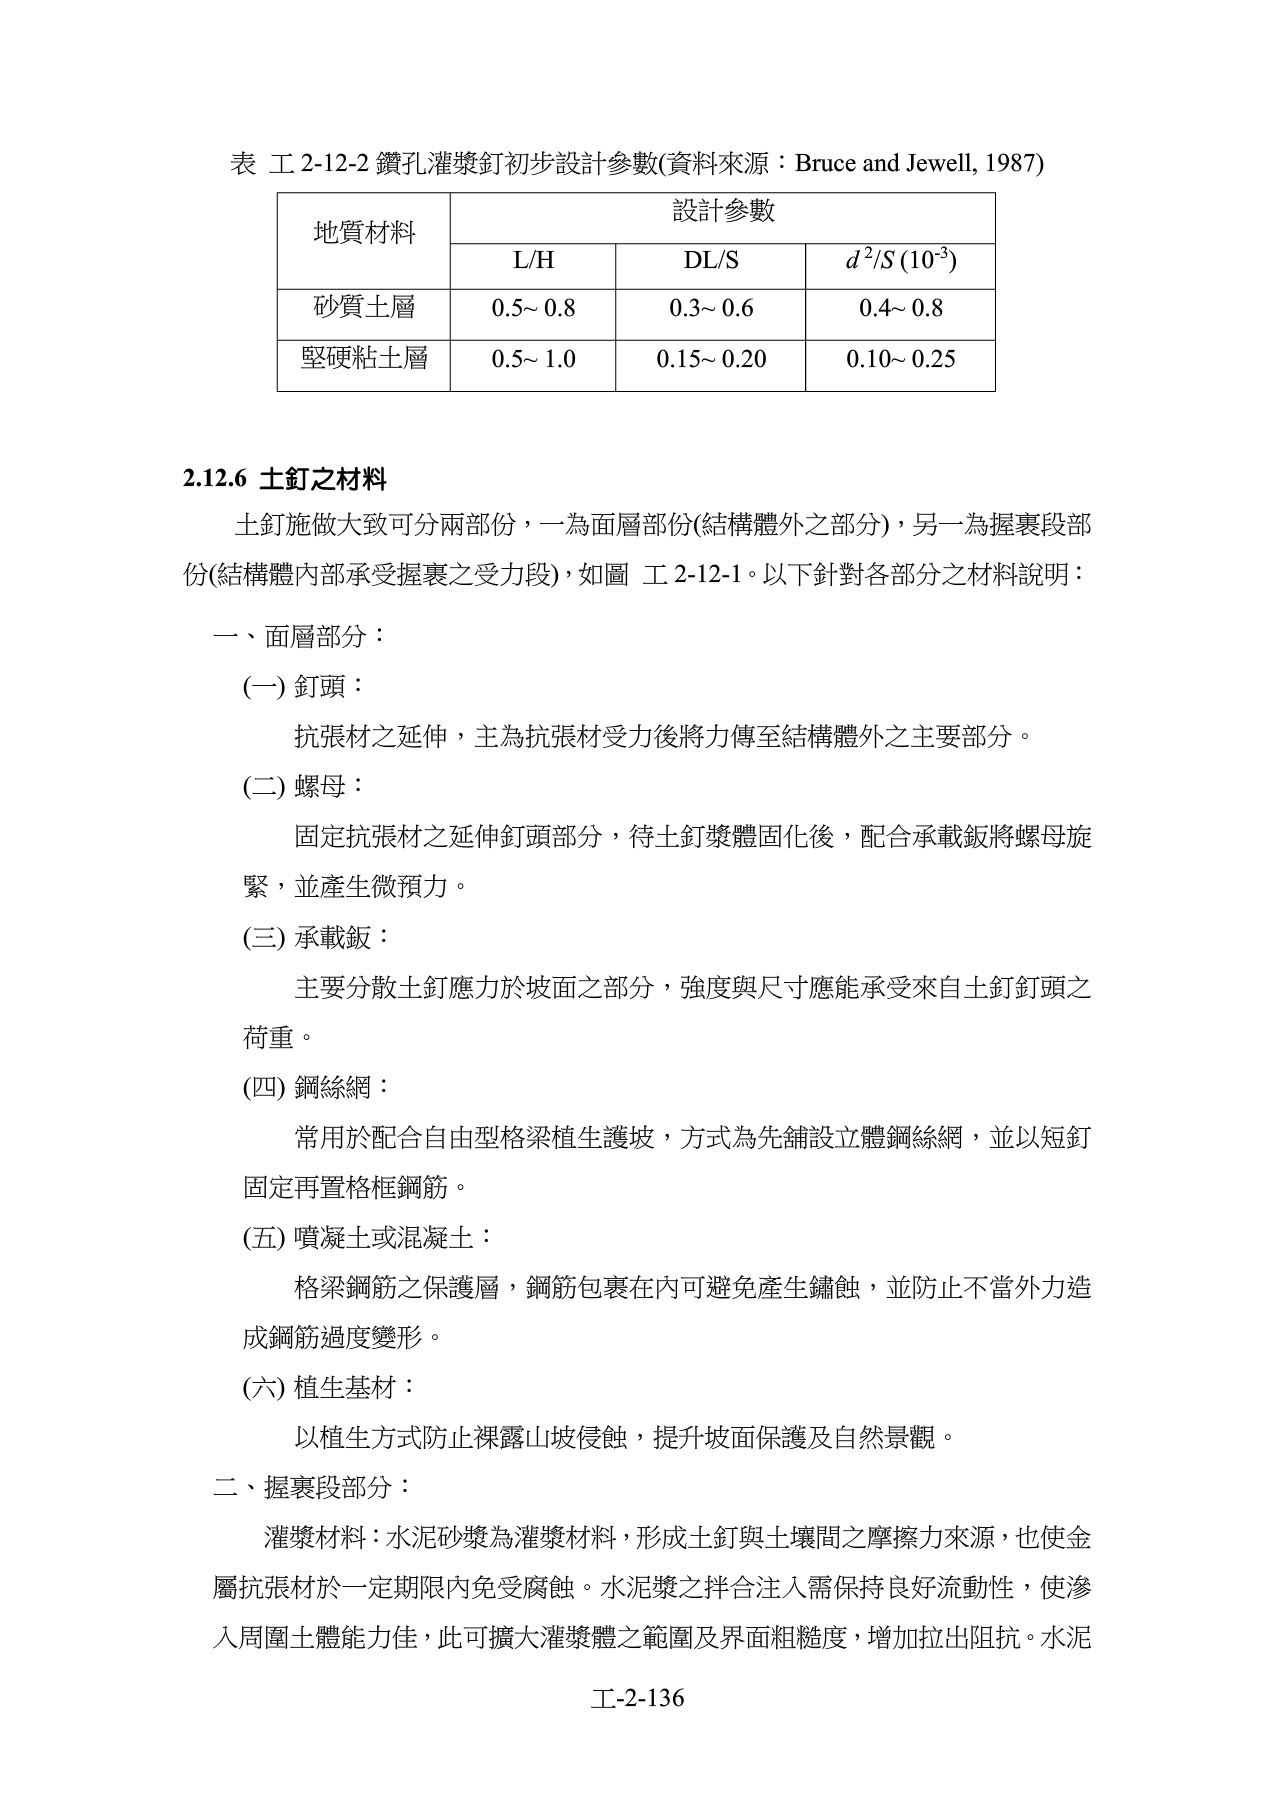 表 工 2-12-2 鑽孔灌漿釘初步設計參數(資料來源：Bruce and Jewell, 1987)
地質材料 設計參數
L/H DL/S d ²/S (10⁻³)
砂質土層 0.5~ 0.8 0.3~ 0.6 0.4~ 0.8
堅硬粘土層 0.5~ 1.0 0.15~ 0.20 0.10~ 0.25
2.12.6 土釘之材料
土釘施做大致可分兩部份，一為面層部份(結構體外之部分)，另一為握裹段部
份(結構體內部承受握裹之受力段)，如圖 工 2-12-1。以下針對各部分之材料說明：
一、面層部分：
(一) 釘頭：
抗張材之延伸，主為抗張材受力後將力傳至結構體外之主要部分。
(二) 螺母：
固定抗張材之延伸釘頭部分，待土釘漿體固化後，配合承載鈑將螺母旋
緊，並產生微預力。
(三) 承載鈑：
主要分散土釘應力於坡面之部分，強度與尺寸應能承受來自土釘釘頭之
荷重。
(四) 鋼絲網：
常用於配合自由型格梁植生護坡，方式為先舖設立體鋼絲網，並以短釘
固定再置格框鋼筋。
(五) 噴凝土或混凝土：
格梁鋼筋之保護層，鋼筋包裹在內可避免產生鏽蝕，並防止不當外力造
成鋼筋過度變形。
(六) 植生基材：
以植生方式防止裸露山坡侵蝕，提升坡面保護及自然景觀。
二、握裹段部分：
灌漿材料：水泥砂漿為灌漿材料，形成土釘與土壤間之摩擦力來源，也使金
屬抗張材於一定期限內免受腐蝕。水泥漿之拌合注入需保持良好流動性，使滲
入周圍土體能力佳，此可擴大灌漿體之範圍及界面粗糙度，增加拉出阻抗。水泥
工-2-136